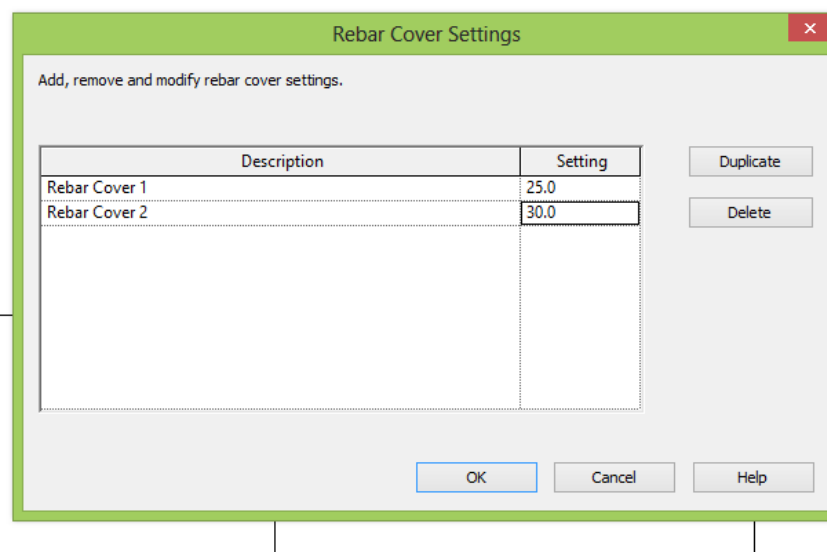 Rebar Cover Settings
Add, remove and modify rebar cover settings.
Description Setting
Rebar Cover 1 25.0
Rebar Cover 2 30.0
Duplicate
Delete
OK Cancel Help